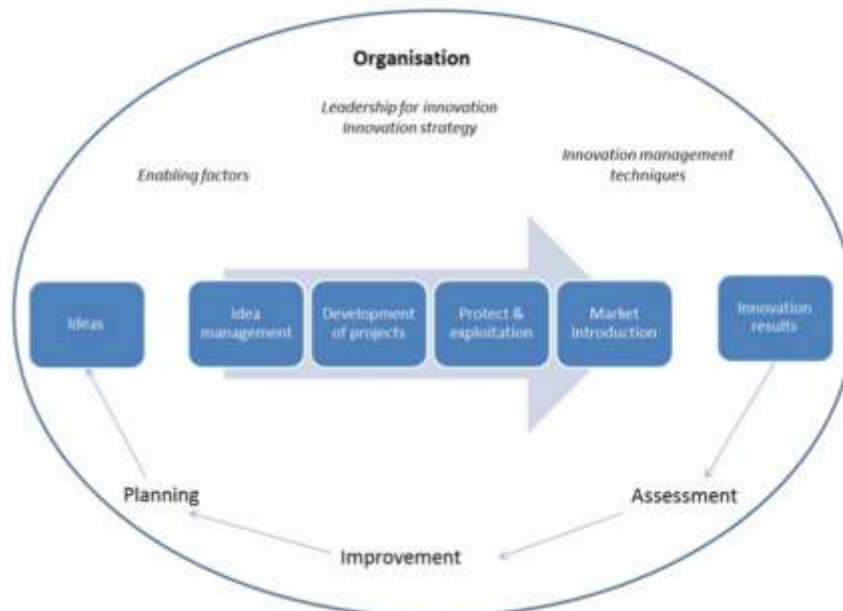 Organisation
Leadership for innovation
Innovation strategy
Innovation management
techniques
Enabling factors
Ideas
Idea
management
Development
of projects
Protect &
exploitation
Market
introduction
Innovation
results
Planning
Assessment
Improvement